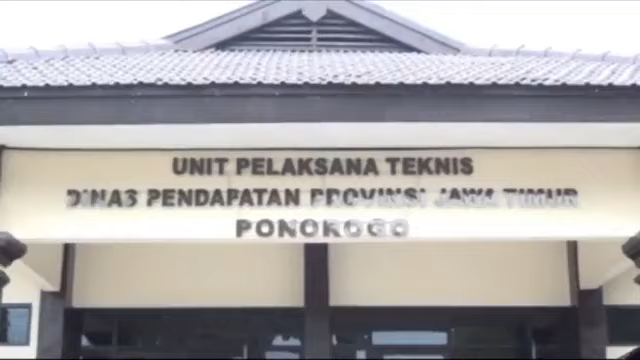 UNIT PELAKSANA TEKNIS
DINAS PENDAPATAN PROVINSI JAWA TIMUR
PONOROGO